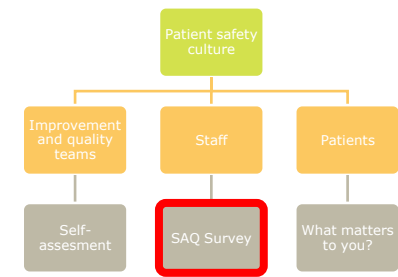 Patient safety
culture
Improvement
and quality
teams
Staff
Patients
Self-
assesment
SAQ Survey
What matters
to you?